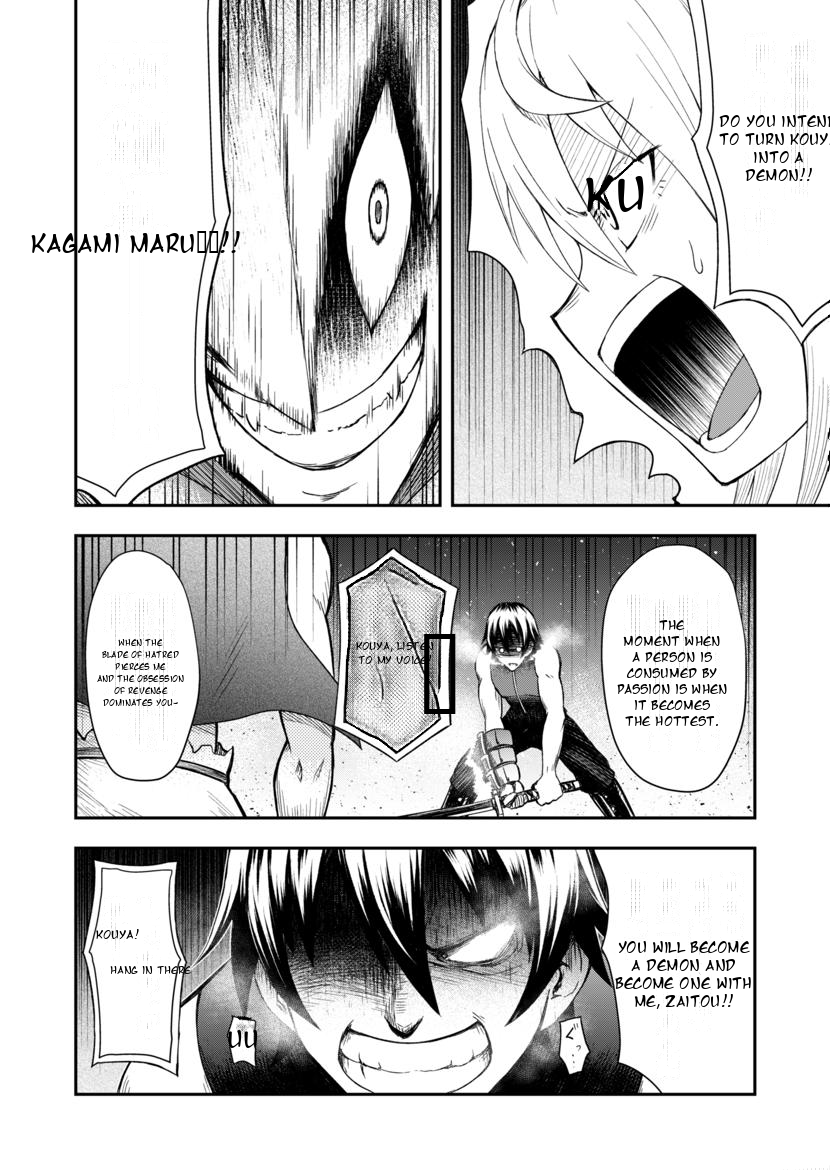 DO YOU INTEND
TO TURN KOUY
INTO A
DEMON!!
KU
KAGAMI MARU□□!!
THE
MOMENT WHEN
A PERSON IS
CONSUMED BY
PASSION IS WHEN
IT BECOMES
THE HOTTEST.
KOUYA, LISTEN
TO MY VOICE
WHEN THE
BLADE OF HATRED
PIERCES ME
AND THE OBSESSION
OF REVENGE
DOMINATES YOU-
YOU WILL BECOME
A DEMON AND
BECOME ONE WITH
ME, ZAITOU!!
ぐっ
UU
KOUYA!
HANG IN THERE